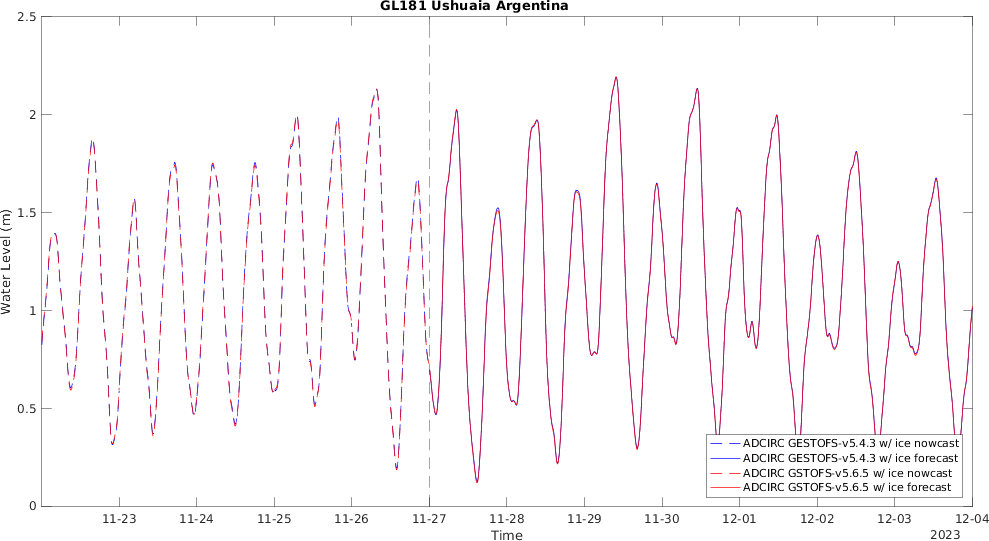 GL181 Ushuaia Argentina
2.5
2
1.5
1
0.5
0
Water Level (m)
11-23
11-24
11-25
11-26
11-27
11-28
11-29
11-30
12-01
12-02
12-03
12-04
Time
2023
ADCIRC GESTOFS-v5.4.3 w/ ice nowcast
ADCIRC GESTOFS-v5.4.3 w/ ice forecast
ADCIRC GSTOFS-v5.6.5 w/ ice nowcast
ADCIRC GSTOFS-v5.6.5 w/ ice forecast